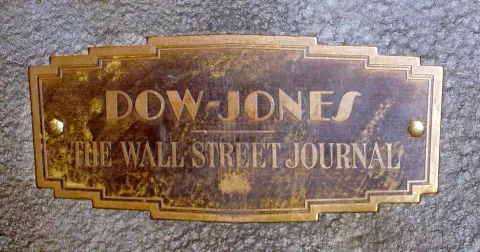 DOW-JONES
THE WALL STREET JOURNAL